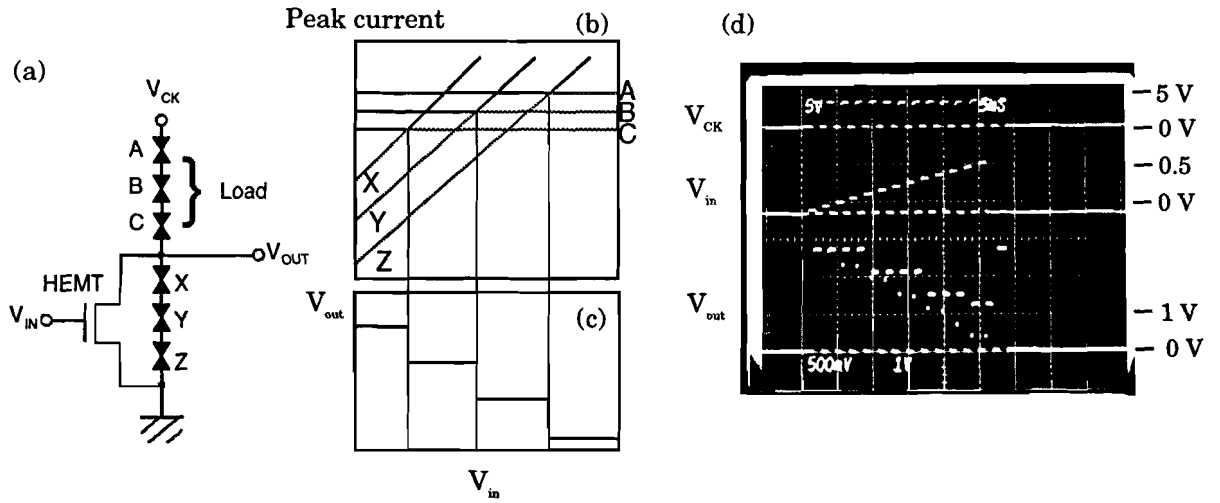 (a)
V_CK
A
B
C
Load
V_OUT
HEMT
V_IN
X
Y
Z
Peak current
(b)
A
B
C
X
Y
Z
V_out
(c)
V_in
(d)
5V
5mS
V_CK
V_in
V_out
500mV 1V
5 V
0 V
0.5
0 V
1 V
0 V